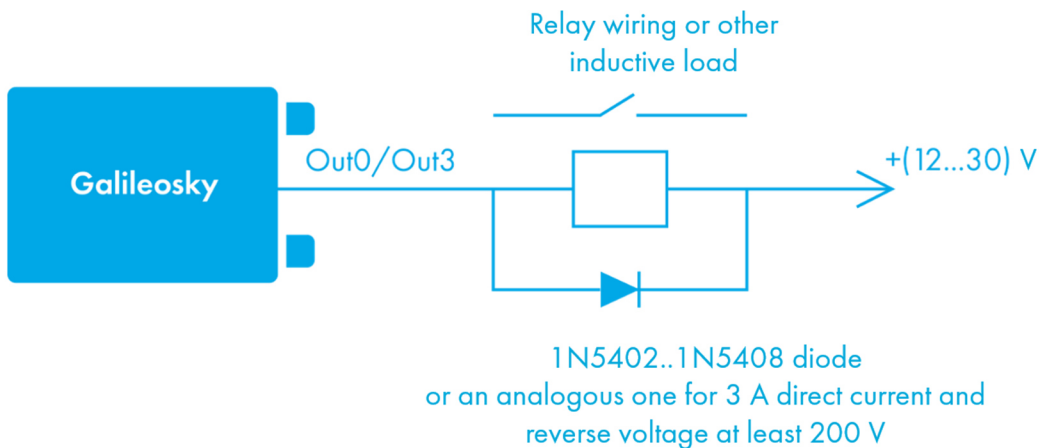 Relay wiring or other
inductive load
Out0/Out3
+(12...30) V
Galileosky
1N5402..1N5408 diode
or an analogous one for 3 A direct current and
reverse voltage at least 200 V